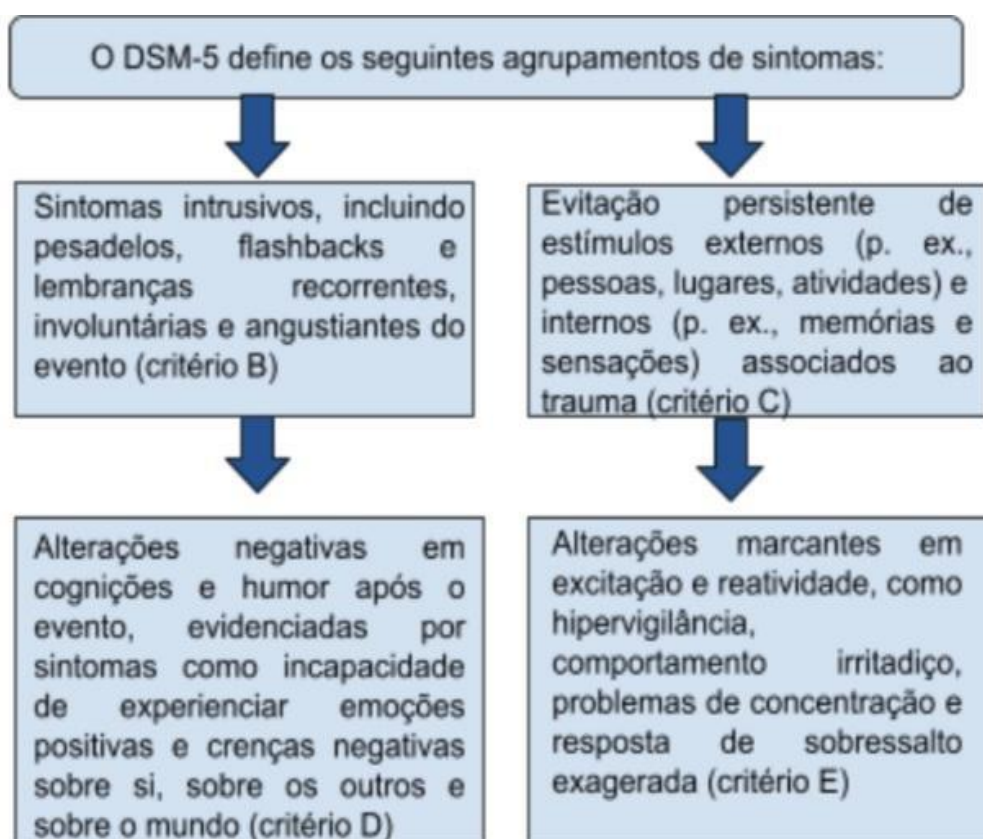 O DSM-5 define os seguintes agrupamentos de sintomas:
Sintomas intrusivos, incluindo
pesadelos, flashbacks e
lembranças recorrentes,
involuntárias e angustiantes do
evento (critério B)
Evitação persistente de
estímulos externos (p. ex.,
pessoas, lugares, atividades) e
internos (p. ex., memórias e
sensações) associados ao
trauma (critério C)
Alterações negativas em
cognições e humor após o
evento, evidenciadas por
sintomas como incapacidade
de experienciar emoções
positivas e crenças negativas
sobre si, sobre os outros e
sobre o mundo (critério D)
Alterações marcantes em
excitação e reatividade, como
hipervigilância,
comportamento irritadiço,
problemas de concentração e
resposta de sobressalto
exagerada (critério E)